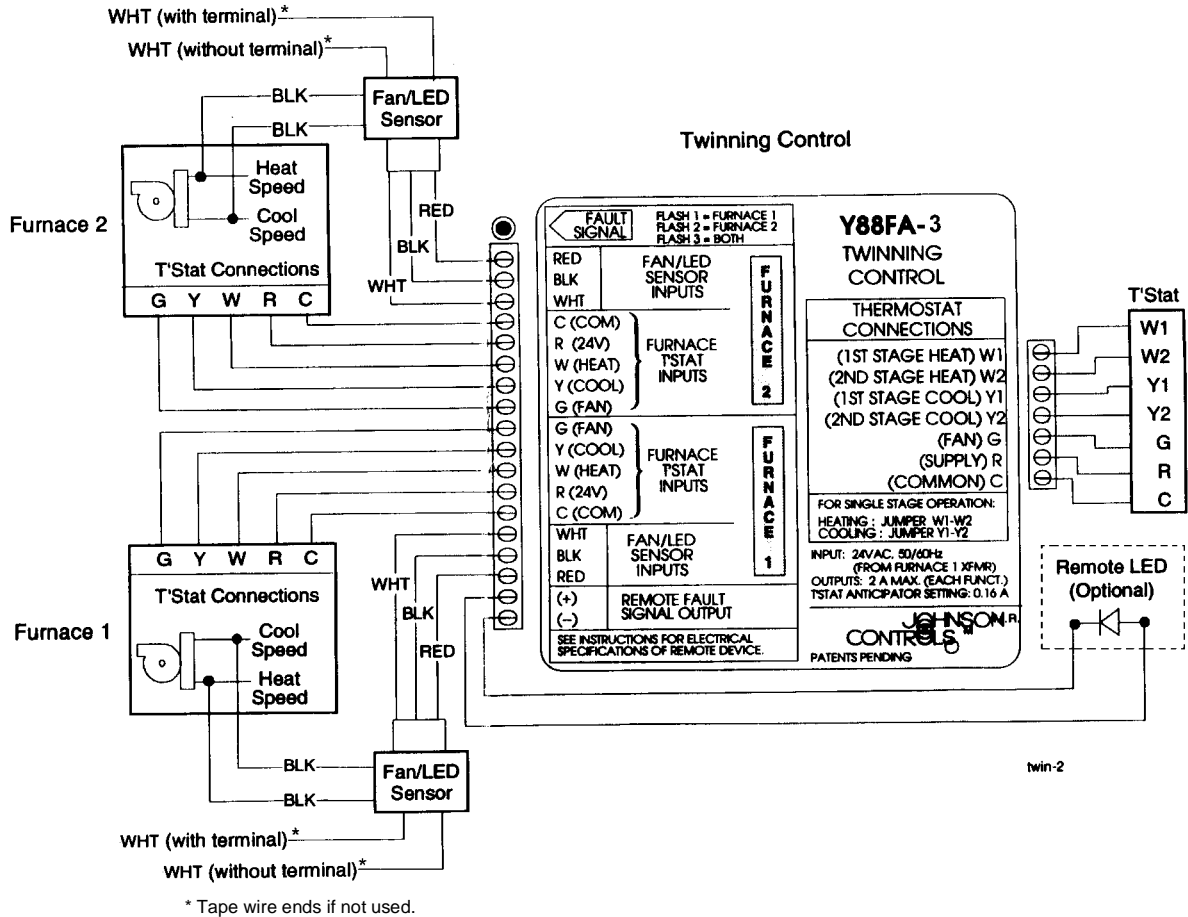 WHT (with terminal)*
WHT (without terminal)*
BLK
BLK
Fan/LED
Sensor
Furnace 2
Heat
Speed
Cool
Speed
T'Stat Connections
G Y W R C
RED
BLK
WHT
Twinning Control
FAULT
SIGNAL
FLASH 1 = FURNACE 1
FLASH 2 = FURNACE 2
FLASH 3 = BOTH
RED
BLK
WHT
FAN/LED
SENSOR
INPUTS
C (COM)
R (24V)
W (HEAT)
Y (COOL)
G (FAN)
FURNACE
T'STAT
INPUTS
FURNACE 2
G (FAN)
Y (COOL)
W (HEAT)
R (24V)
C (COM)
FURNACE
T'STAT
INPUTS
WHT
BLK
RED
FAN/LED
SENSOR
INPUTS
FURNACE 1
(+)
(−)
REMOTE FAULT
SIGNAL OUTPUT
SEE INSTRUCTIONS FOR ELECTRICAL
SPECIFICATIONS OF REMOTE DEVICE.
Y88FA-3
TWINNING
CONTROL
THERMOSTAT
CONNECTIONS
(1ST STAGE HEAT) W1
(2ND STAGE HEAT) W2
(1ST STAGE COOL) Y1
(2ND STAGE COOL) Y2
(FAN) G
(SUPPLY) R
(COMMON) C
FOR SINGLE STAGE OPERATION:
HEATING : JUMPER W1-W2
COOLING : JUMPER Y1-Y2
INPUT: 24VAC, 50/60Hz
(FROM FURNACE 1 XFMR)
OUTPUTS: 2 A MAX. (EACH FUNCT.)
T'STAT ANTICIPATOR SETTING: 0.16 A
JOHNSON
CONTROLS
PATENTS PENDING
T'Stat
W1
W2
Y1
Y2
G
R
C
Remote LED
(Optional)
G Y W R C
T'Stat Connections
Furnace 1
Cool
Speed
Heat
Speed
WHT
BLK
RED
BLK
BLK
Fan/LED
Sensor
WHT (with terminal)*
WHT (without terminal)*
* Tape wire ends if not used.
twin-2